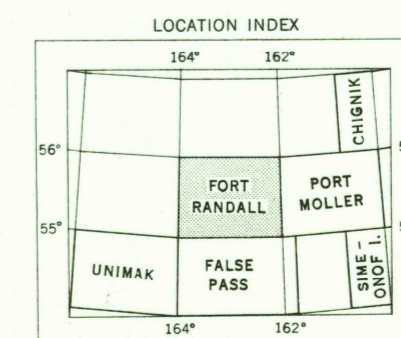 LOCATION INDEX
164° 162°
CHIGNIK
56°
FORT
RANDALL
PORT
MOLLER
55°
UNIMAK
FALSE
PASS
SIME-
ONOF I.
164° 162°